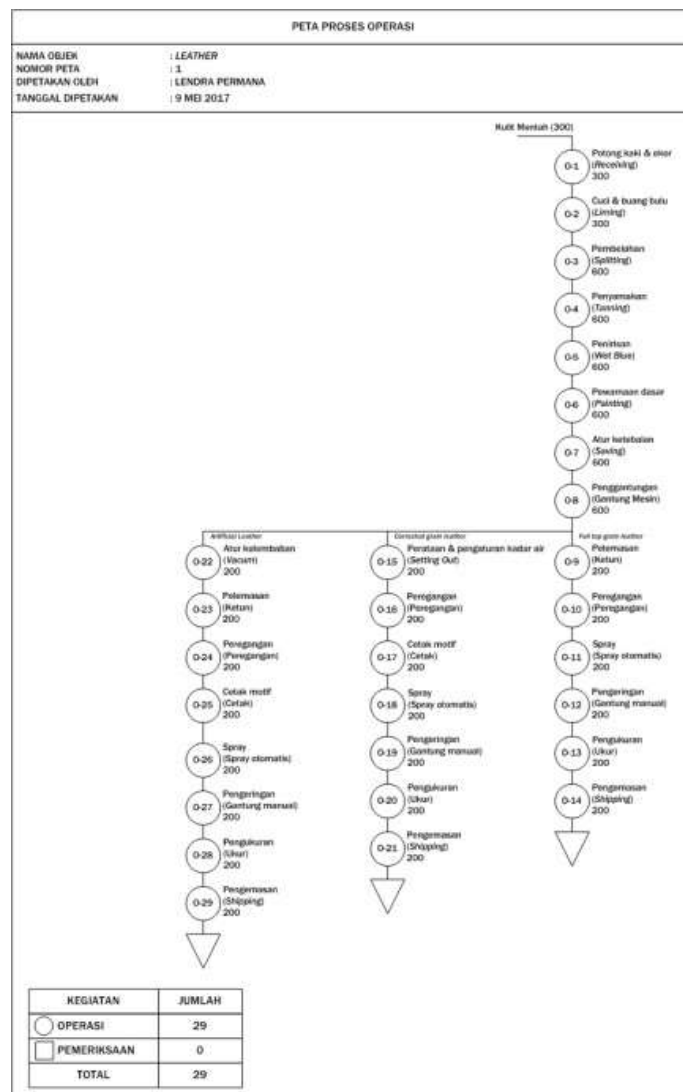 PETA PROSES OPERASI
NAMA OBJEK : LEATHER
NOMOR PETA : 1
DIPETAKAN OLEH : LENDRA PERMANA
TANGGAL DIPETAKAN : 9 MEI 2017
Kulit Mentah (300)
O-1
Potong kaki & ekor
(Receiving)
300
O-2
Cuci & buang bulu
(Liming)
300
O-3
Pembelahan
(Splitting)
600
O-4
Penyamakan
(Tanning)
600
O-5
Penirisan
(Wet Blue)
600
O-6
Pewarnaan dasar
(Painting)
600
O-7
Atur ketebalan
(Saving)
600
O-8
Penggantungan
(Gantung Mesin)
600
Artificial Leather
O-22
Atur kelembaban
(Vacum)
200
O-23
Pelemasan
(Ketun)
200
O-24
Peregangan
(Peregangan)
200
O-25
Cetak motif
(Cetak)
200
O-26
Spray
(Spray otomatis)
200
O-27
Pengeringan
(Gantung manual)
200
O-28
Pengukuran
(Ukur)
200
O-29
Pengemasan
(Shipping)
200
Corrected grain leather
O-15
Perataan & pengaturan kadar air
(Setting Out)
200
O-16
Peregangan
(Peregangan)
200
O-17
Cetak motif
(Cetak)
200
O-18
Spray
(Spray otomatis)
200
O-19
Pengeringan
(Gantung manual)
200
O-20
Pengukuran
(Ukur)
200
O-21
Pengemasan
(Shipping)
200
Full top grain leather
O-9
Pelemasan
(Ketun)
200
O-10
Peregangan
(Peregangan)
200
O-11
Spray
(Spray otomatis)
200
O-12
Pengeringan
(Gantung manual)
200
O-13
Pengukuran
(Ukur)
200
O-14
Pengemasan
(Shipping)
200
KEGIATAN JUMLAH
OPERASI 29
PEMERIKSAAN 0
TOTAL 29